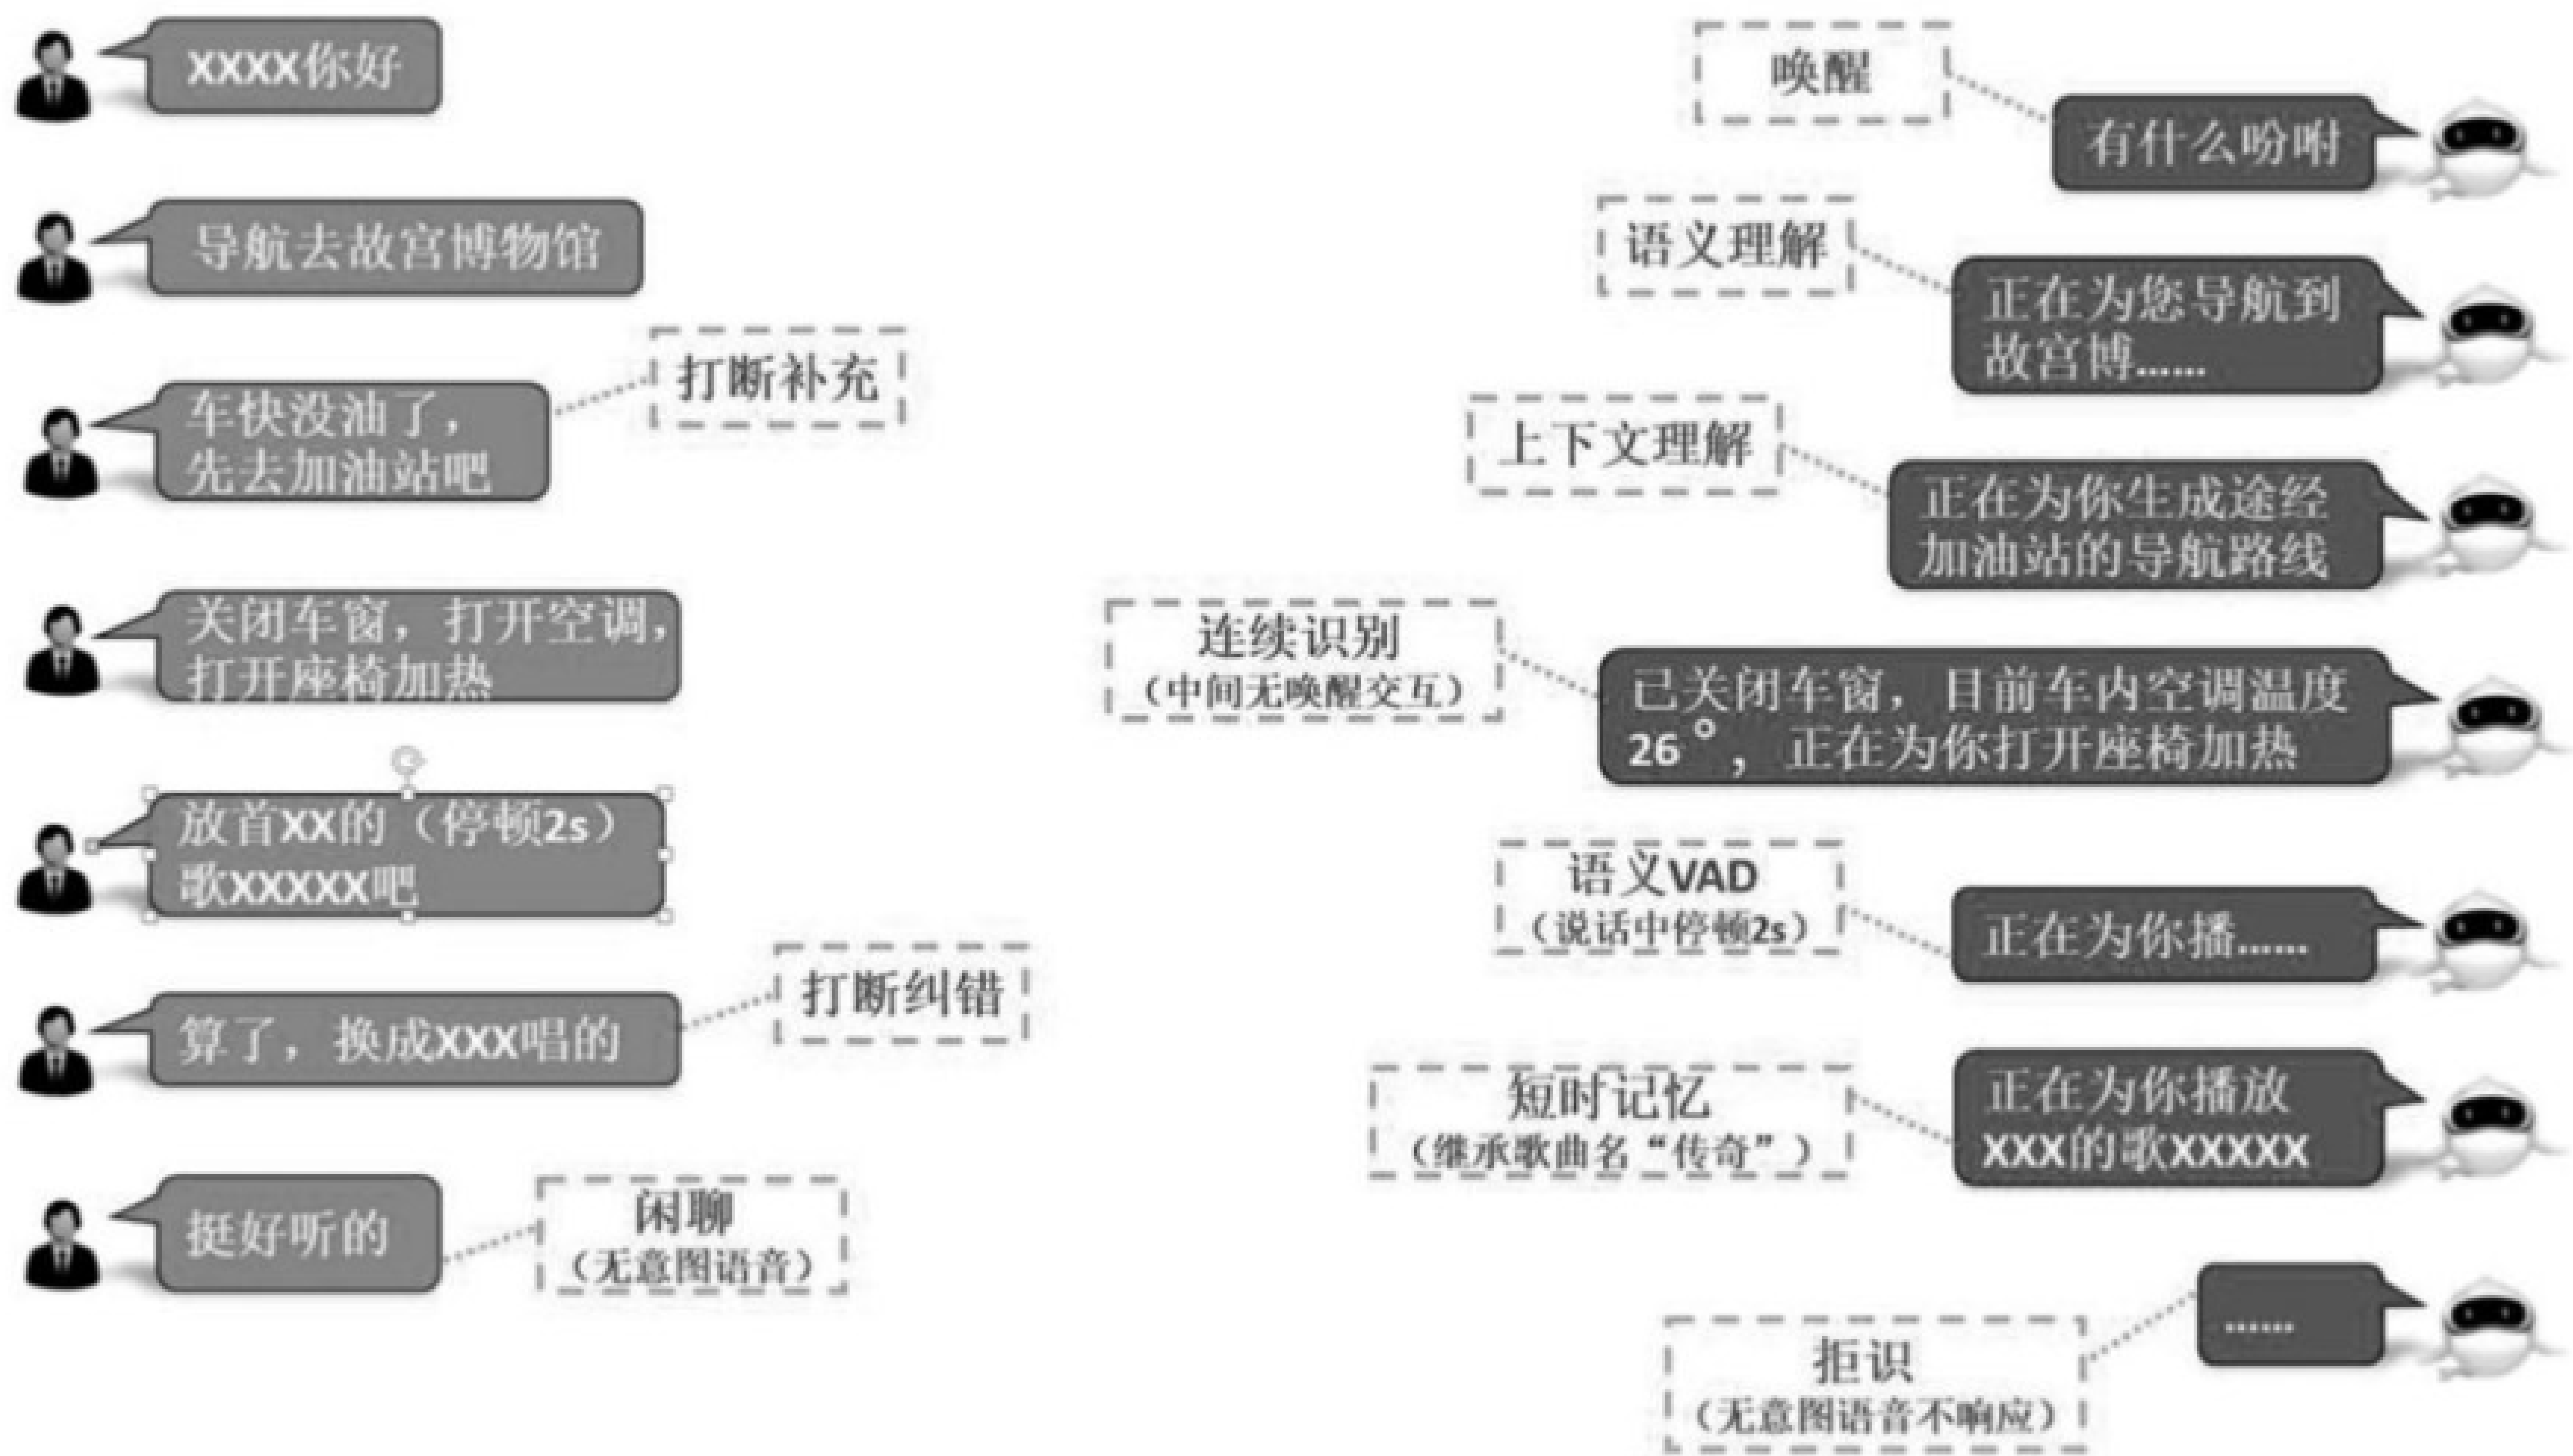 XXXX你好
唤醒
有什么吩咐
导航去故宫博物馆
语义理解
正在为您导航到
故宫博……
打断补充
车快没油了，
先去加油站吧
上下文理解
正在为你生成途经
加油站的导航路线
关闭车窗，打开空调，
打开座椅加热
连续识别
（中间无唤醒交互）
已关闭车窗，目前车内空调温度
26°，正在为你打开座椅加热
放首XX的（停顿2s）
歌XXXXX吧
语义VAD
（说话中停顿2s）
正在为你播……
打断纠错
算了，换成XXX唱的
短时记忆
（继承歌曲名“传奇”）
正在为你播放
XXX的歌XXXXX
挺好听的
闲聊
（无意图语音）
……
拒识
（无意图语音不响应）